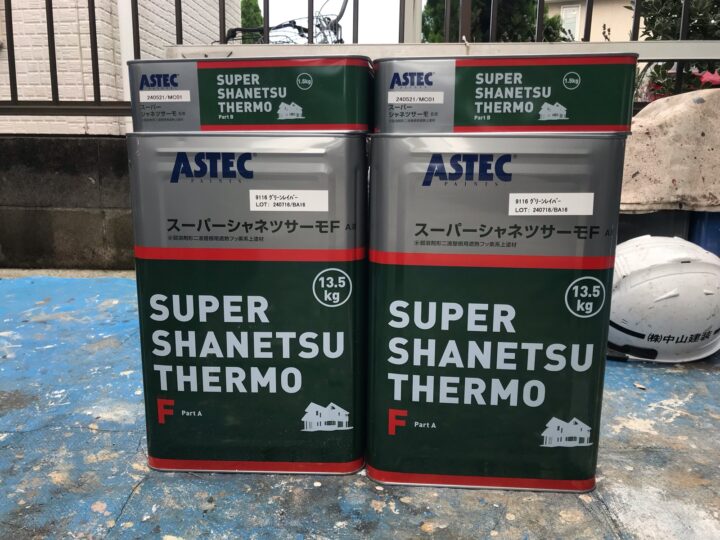 ASTEC
240521/MC01
スーパー
シャネツサーモ
SUPER
SHANETSU
THERMO
Part B
1.5kg
ASTEC
240521/MC01
スーパー
シャネツサーモ
SUPER
SHANETSU
THERMO
Part B
1.5kg
ASTEC
PAINTS
9116 グリーンレイバー
LOT: 240716/BA16
スーパーシャネツサーモF
13.5
kg
SUPER
SHANETSU
THERMO
F Part A
ASTEC
PAINTS
9116 グリーンレイバー
LOT: 240716/BA16
スーパーシャネツサーモF
13.5
kg
SUPER
SHANETSU
THERMO
F Part A
(株)中山建装